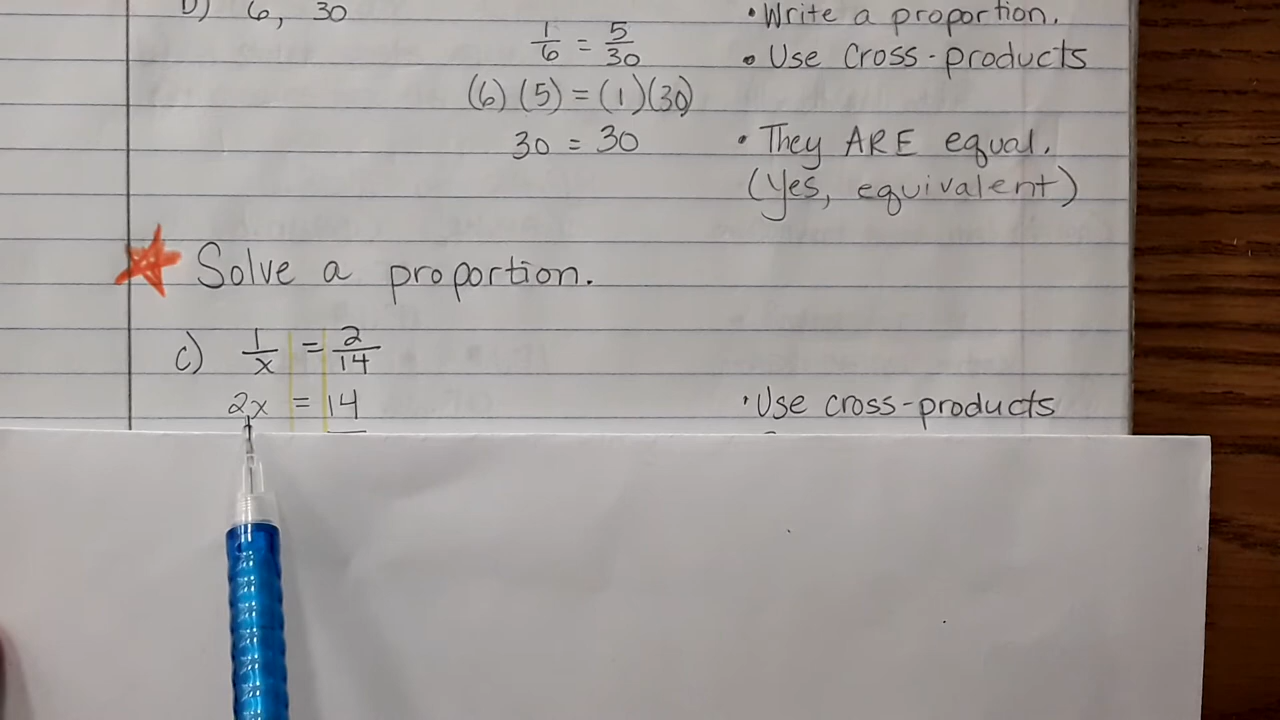 b) 6, 30
• Write a proportion.
1/6 = 5/30
• Use Cross-products
(6)(5) = (1)(30)
30 = 30
• They ARE equal.
(Yes, equivalent)
Solve a proportion.
c) 1/x = 2/14
2x = 14
• Use cross-products